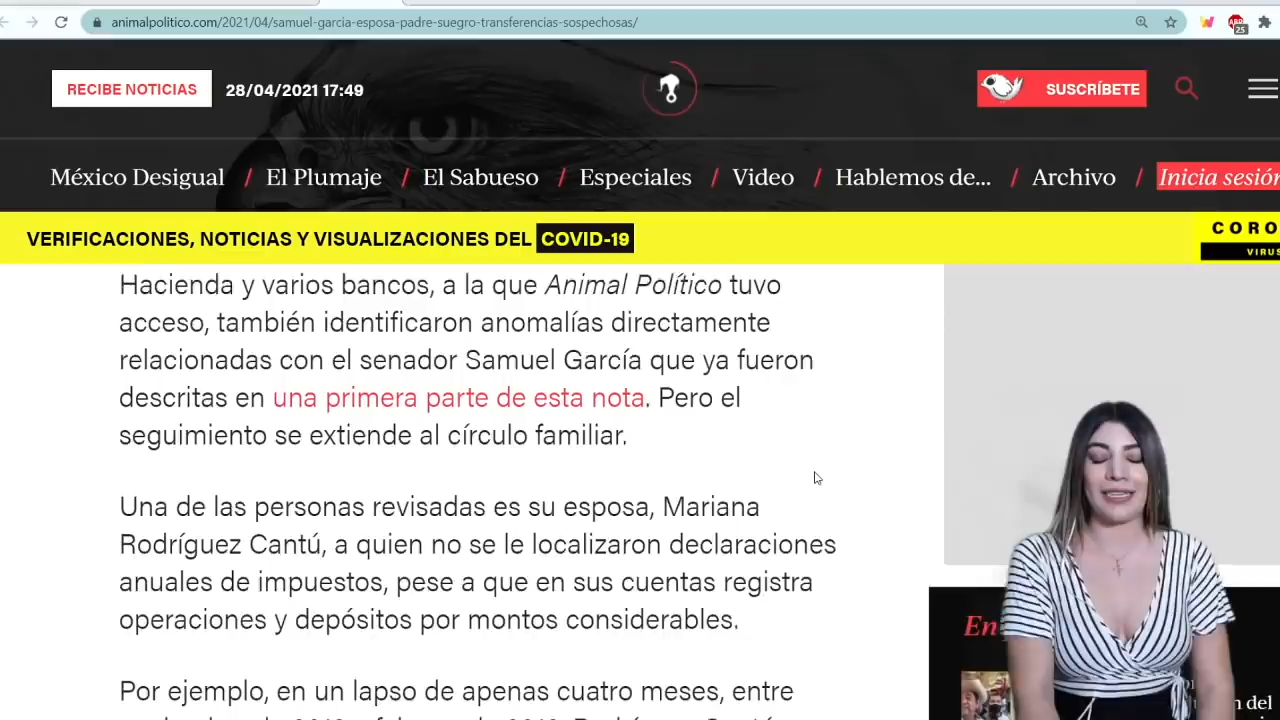 animalpolitico.com/2021/04/samuel-garcia-esposa-padre-suegro-transferencias-sospechosas/
25
RECIBE NOTICIAS
28/04/2021 17:49
SUSCRÍBETE
México Desigual / El Plumaje / El Sabueso / Especiales / Video / Hablemos de... / Archivo / Inicia sesión
VERIFICACIONES, NOTICIAS Y VISUALIZACIONES DEL COVID-19
CORO
VIRUS
Hacienda y varios bancos, a la que Animal Político tuvo
acceso, también identificaron anomalías directamente
relacionadas con el senador Samuel García que ya fueron
descritas en una primera parte de esta nota. Pero el
seguimiento se extiende al círculo familiar.
Una de las personas revisadas es su esposa, Mariana
Rodríguez Cantú, a quien no se le localizaron declaraciones
anuales de impuestos, pese a que en sus cuentas registra
operaciones y depósitos por montos considerables.
En
Por ejemplo, en un lapso de apenas cuatro meses, entre
del